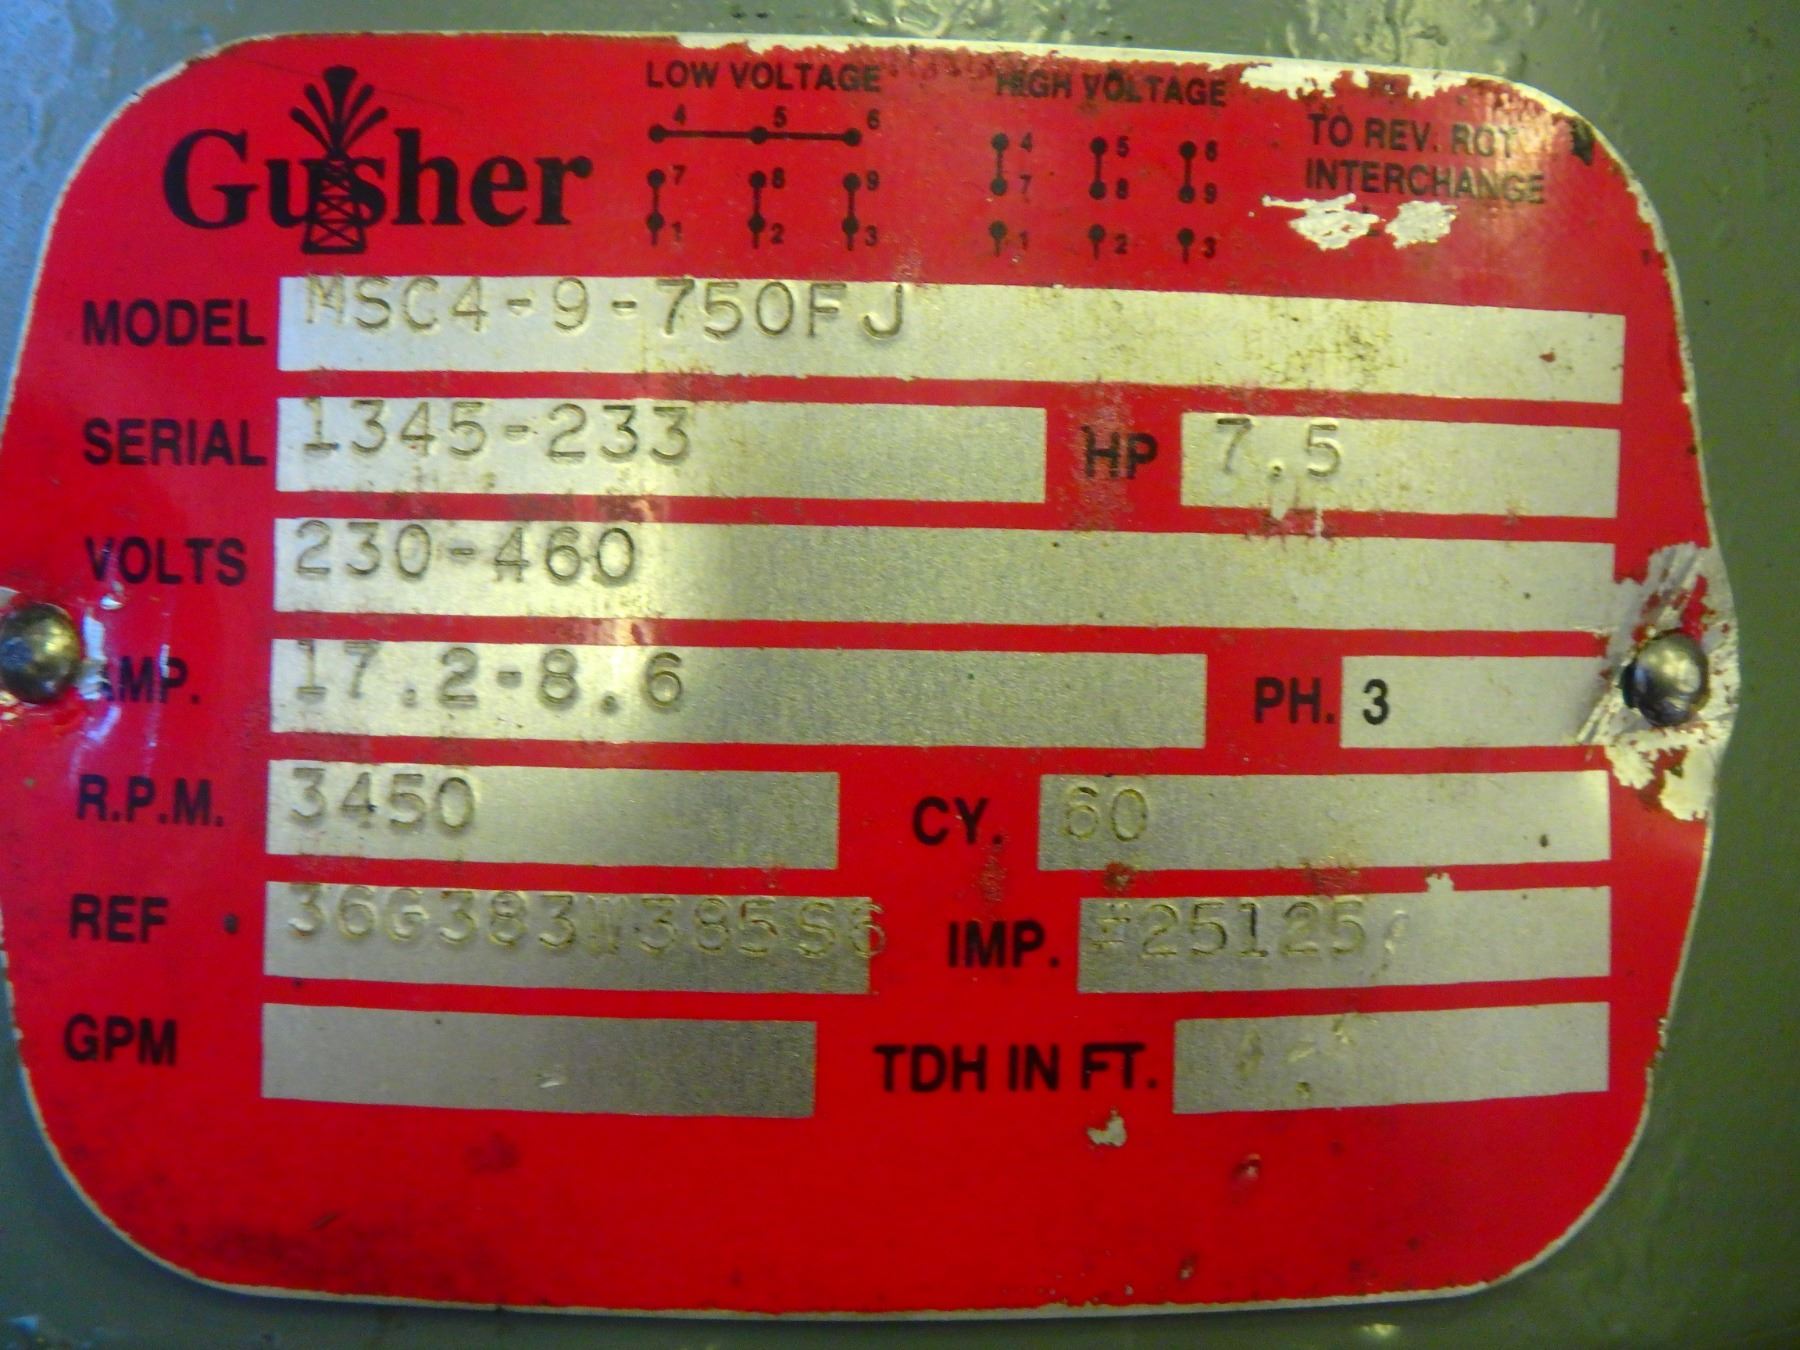 Gusher
LOW VOLTAGE HIGH VOLTAGE
4 5 6 4 5 6
7 8 9 7 8 9
1 2 3 1 2 3
TO REV. ROT
INTERCHANGE
MODEL MSC4-9-750FJ
SERIAL 1345-233 HP 7.5
VOLTS 230-460
AMP. 17.2-8.6 PH. 3
R.P.M. 3450 CY. 60
REF 36G383W385S6 IMP. #25125
GPM TDH IN FT.